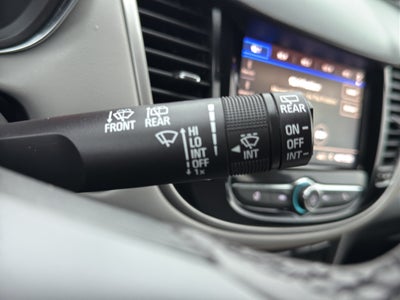 FRONT REAR
HI
LO
INT
OFF
1x
INT
REAR
ON
OFF
INT